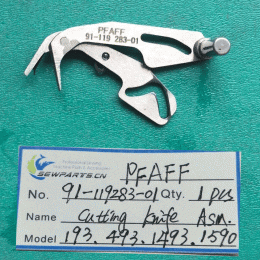 PFAFF
91-119 283-01
PFAFF
SEWPARTS.CN
No. 91-119283-01 Qty. 1 pcs
Name cutting knife Asm.
Model 193. 493. 1493. 1590